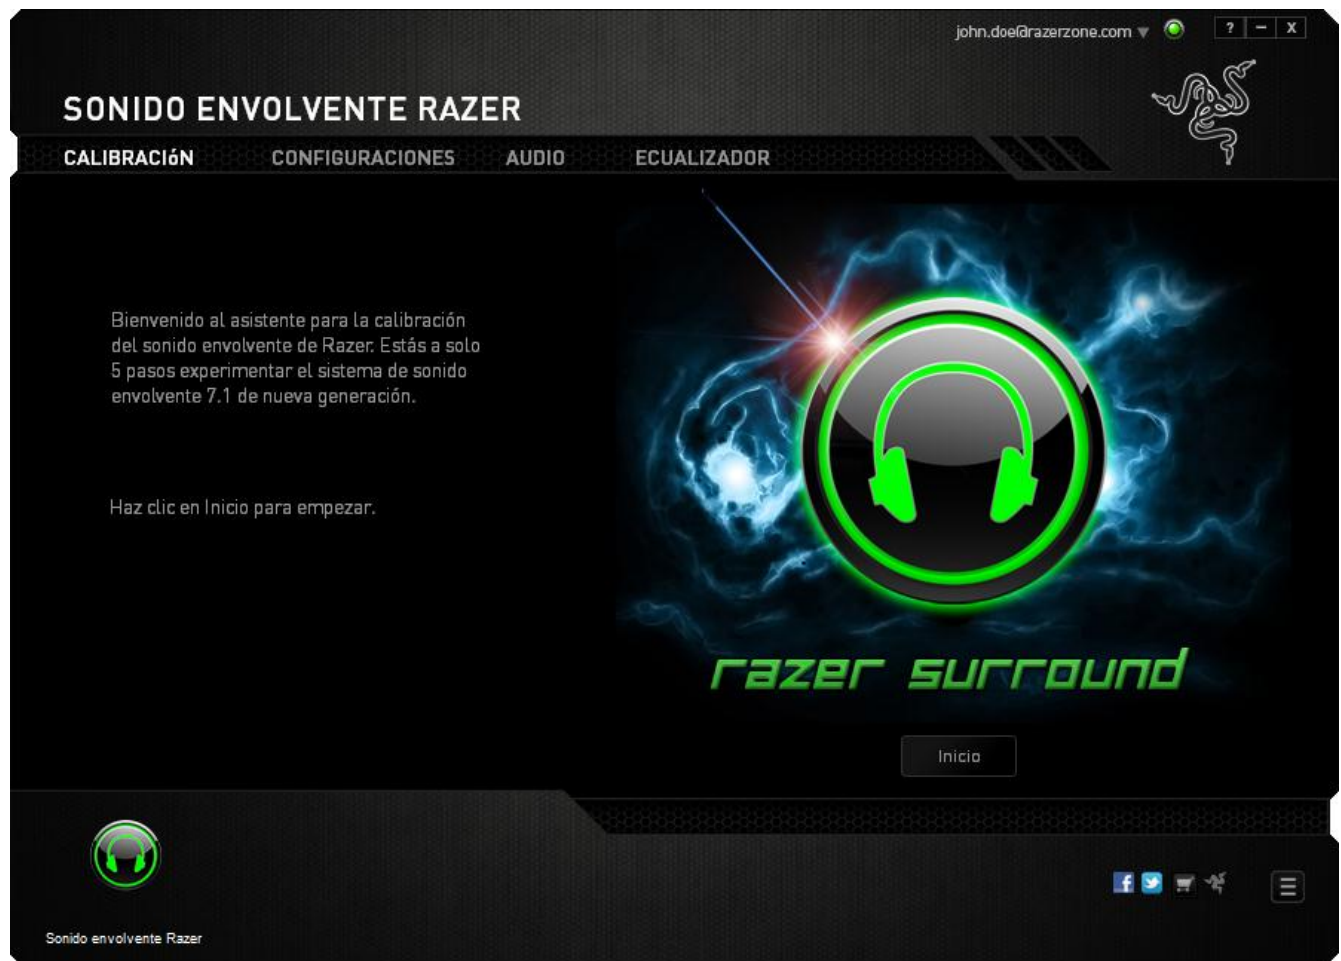 john.doe@razerzone.com
? — X
SONIDO ENVOLVENTE RAZER
CALIBRACIóN CONFIGURACIONES AUDIO ECUALIZADOR
Bienvenido al asistente para la calibración
del sonido envolvente de Razer. Estás a solo
5 pasos experimentar el sistema de sonido
envolvente 7.1 de nueva generación.
Haz clic en Inicio para empezar.
razer surround
Inicio
f
Sonido envolvente Razer